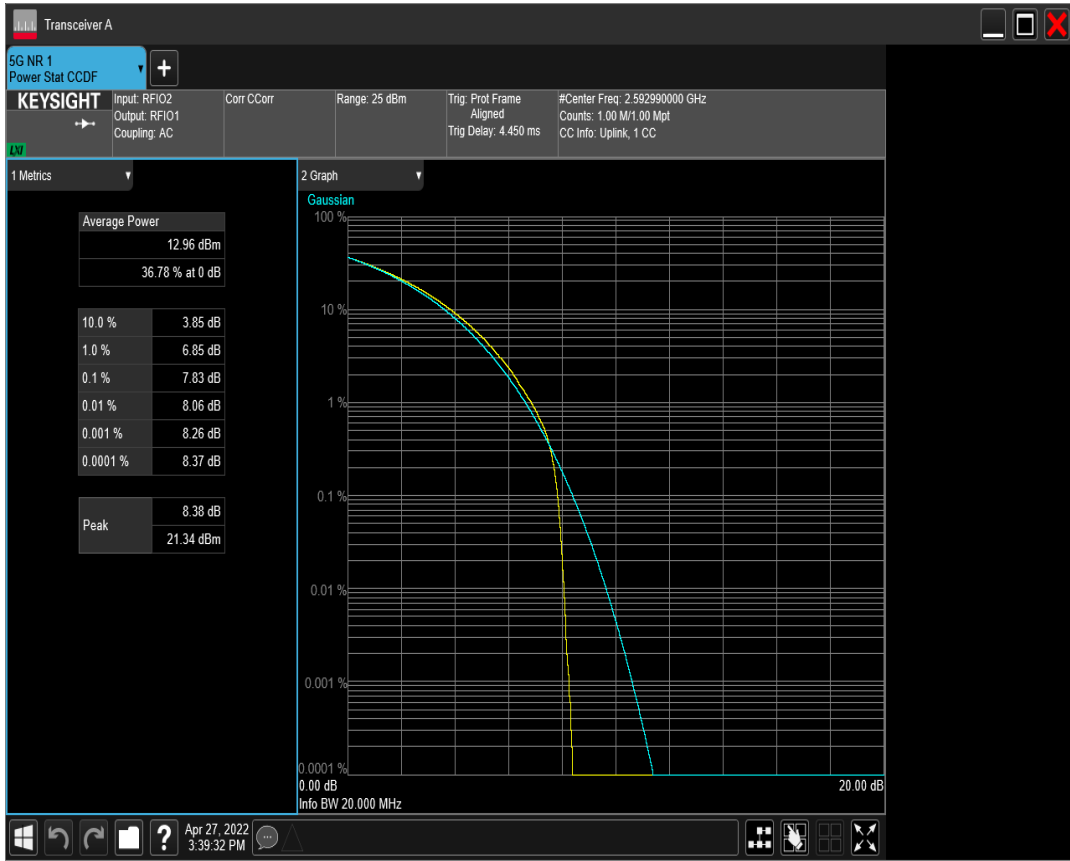 Transceiver A
5G NR 1
Power Stat CCDF
KEYSIGHT
LXI
Input: RFIO2
Output: RFIO1
Coupling: AC
Corr CCorr
Range: 25 dBm
Trig: Prot Frame
Aligned
Trig Delay: 4.450 ms
#Center Freq: 2.592990000 GHz
Counts: 1.00 M/1.00 Mpt
CC Info: Uplink, 1 CC
1 Metrics
Average Power
12.96 dBm
36.78 % at 0 dB
10.0 % 3.85 dB
1.0 % 6.85 dB
0.1 % 7.83 dB
0.01 % 8.06 dB
0.001 % 8.26 dB
0.0001 % 8.37 dB
Peak
8.38 dB
21.34 dBm
2 Graph
Gaussian
100 %
10 %
1 %
0.1 %
0.01 %
0.001 %
0.0001 %
0.00 dB 20.00 dB
Info BW 20.000 MHz
Apr 27, 2022
3:39:32 PM